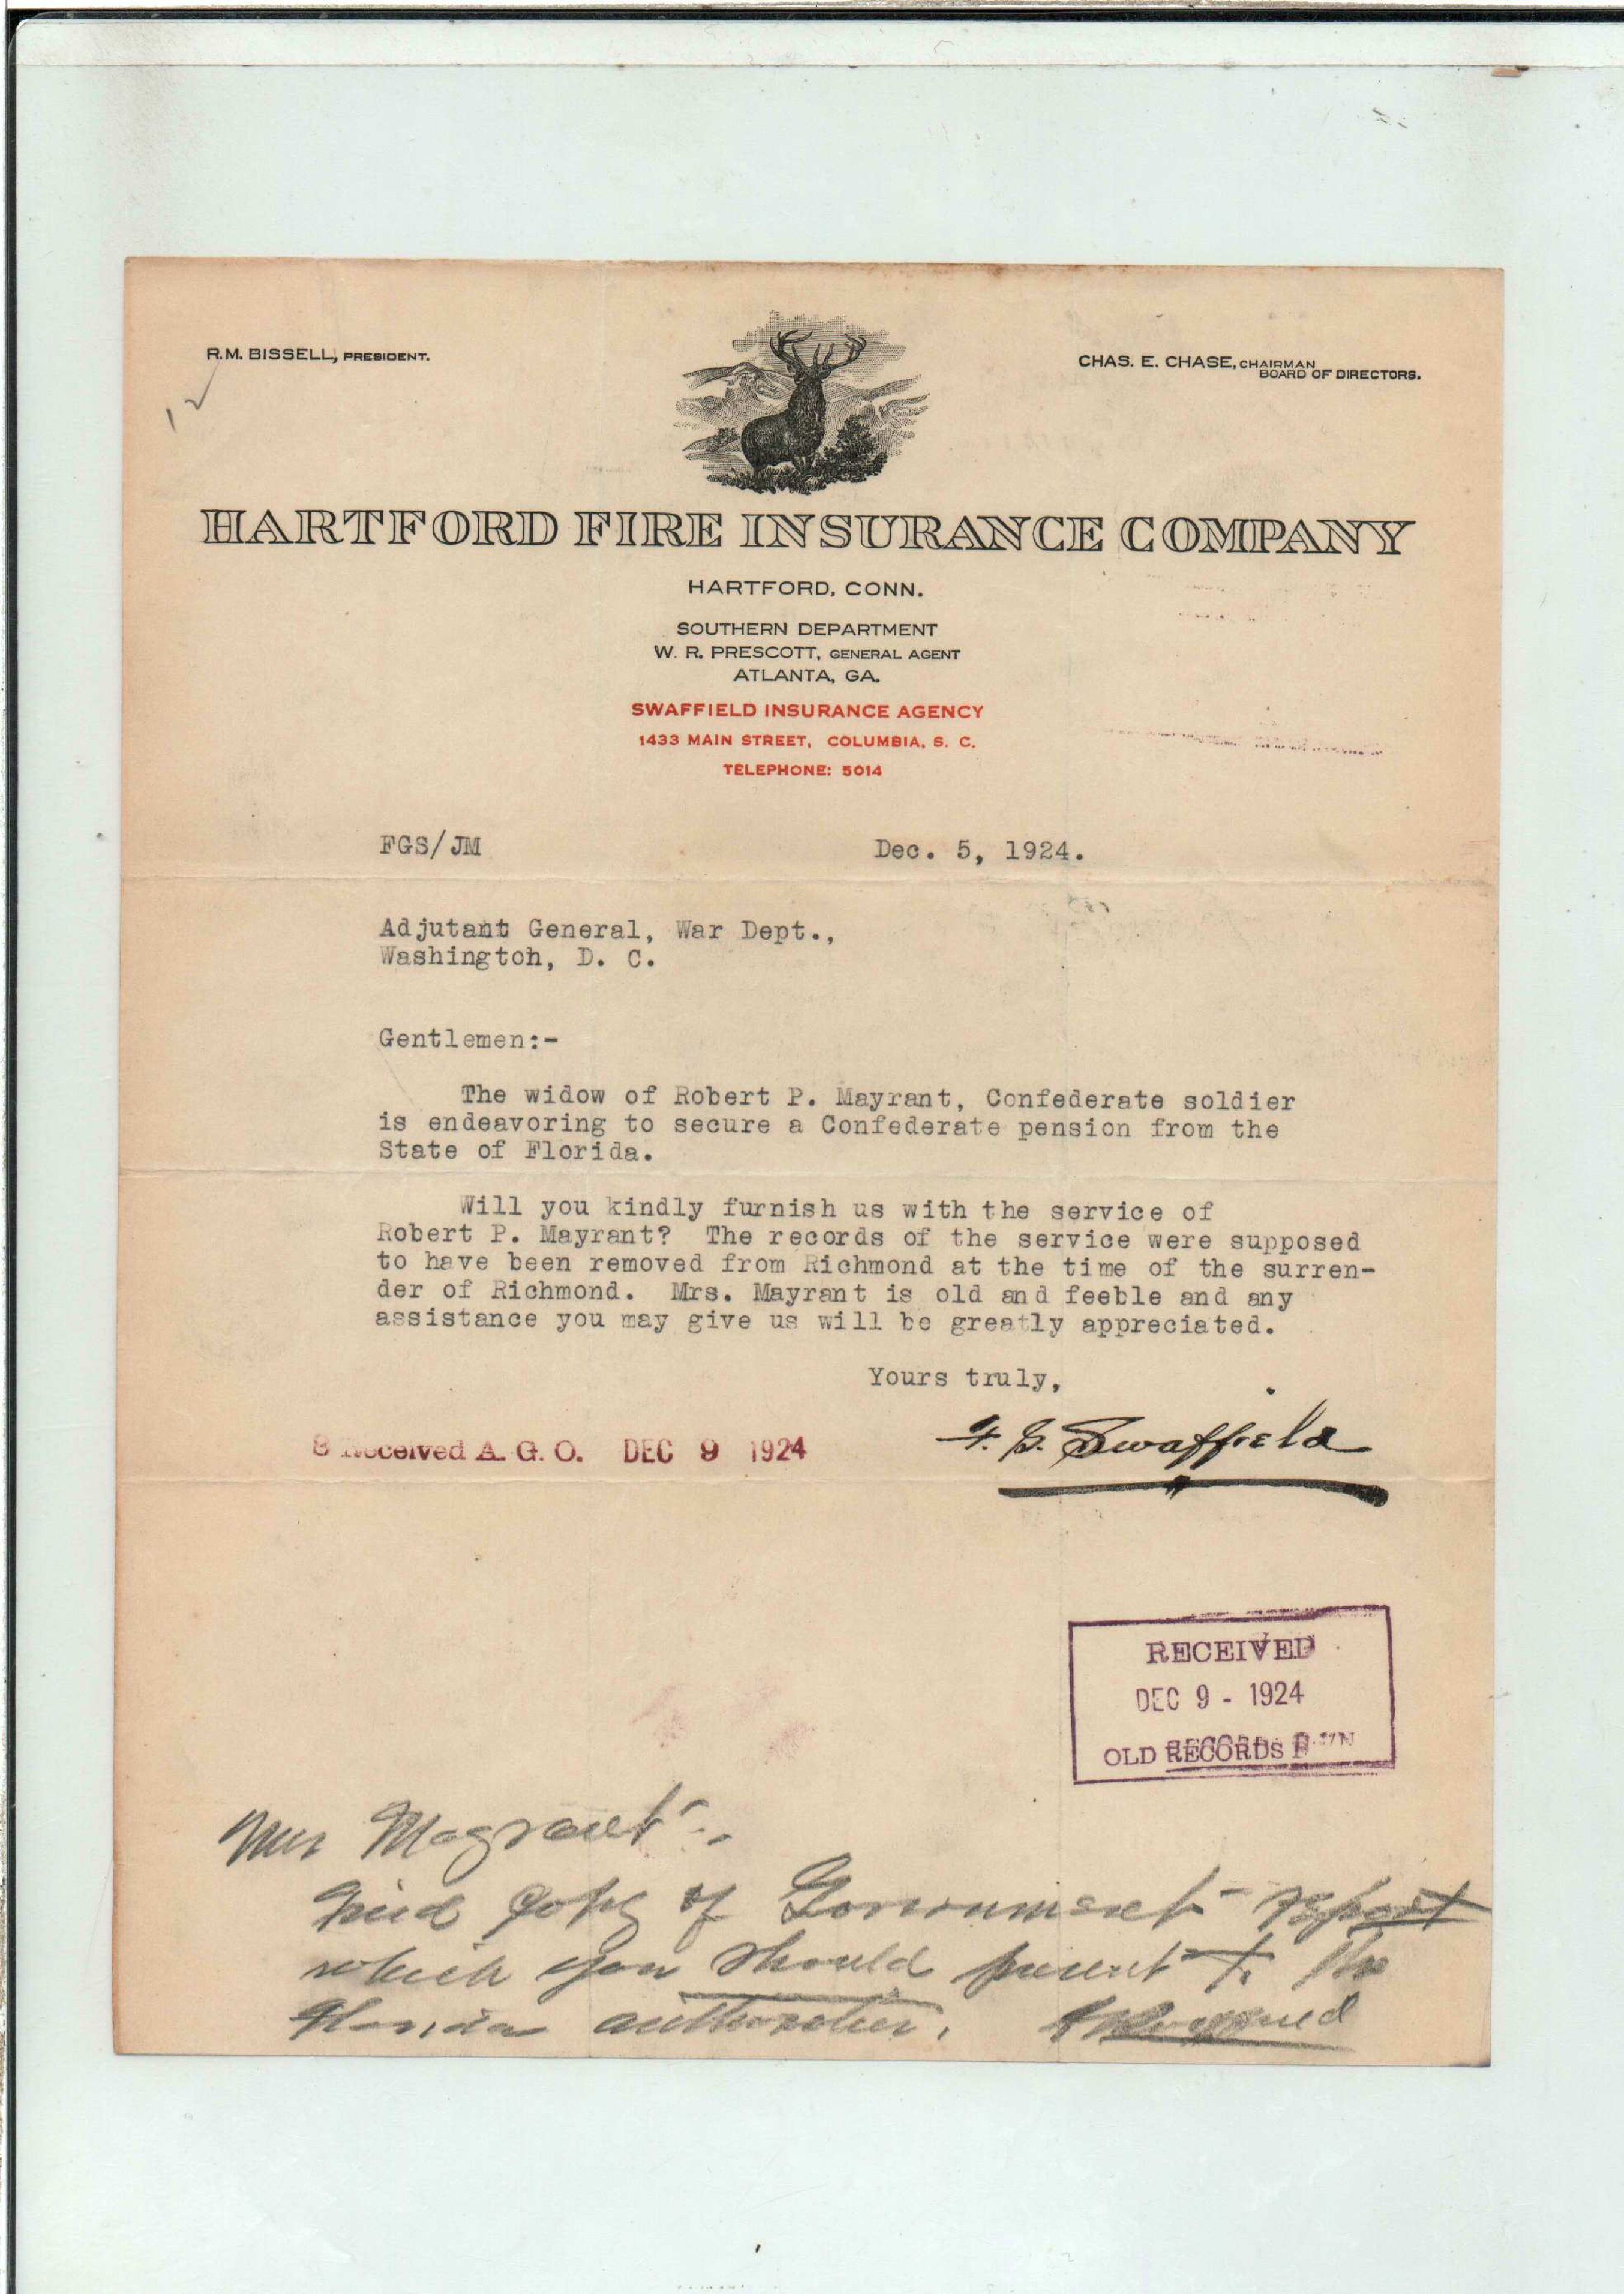 R.M. BISSELL, PRESIDENT.
CHAS. E. CHASE, CHAIRMAN BOARD OF DIRECTORS.
HARTFORD FIRE INSURANCE COMPANY
HARTFORD, CONN.
SOUTHERN DEPARTMENT
W. R. PRESCOTT, GENERAL AGENT
ATLANTA, GA.
SWAFFIELD INSURANCE AGENCY
1433 MAIN STREET, COLUMBIA, S. C.
TELEPHONE: 5014
FGS/JM Dec. 5, 1924.
Adjutant General, War Dept.,
Washington, D. C.
Gentlemen:-
The widow of Robert P. Mayrant, Confederate soldier
is endeavoring to secure a Confederate pension from the
State of Florida.
Will you kindly furnish us with the service of
Robert P. Mayrant? The records of the service were supposed
to have been removed from Richmond at the time of the surren-
der of Richmond. Mrs. Mayrant is old and feeble and any
assistance you may give us will be greatly appreciated.
Yours truly,
F. G. Swaffield
8 Received A. G. O. DEC 9 1924
RECEIVED
DEC 9 - 1924
OLD RECORDS
Mrs Mayrant:
Find copy of Government report
which you should present to the
Florida authorities. Swaffield